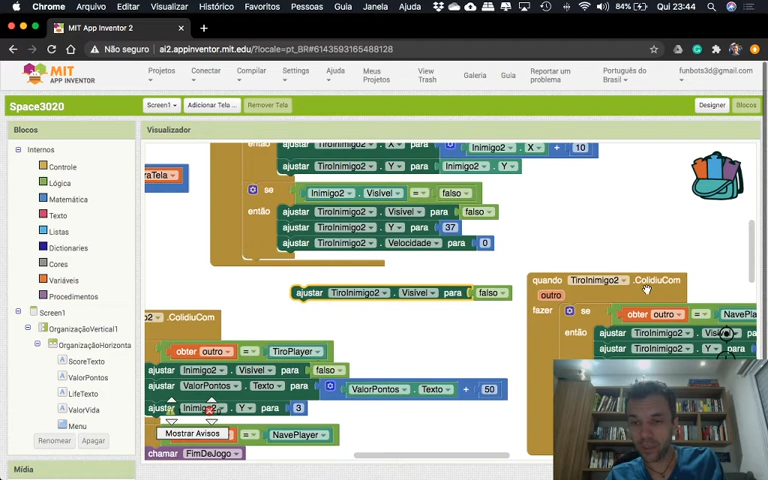 Chrome Arquivo Editar Visualizar Histórico Favoritos Pessoas Guia Janela Ajuda 84% Qui 23:44
MIT App Inventor 2
Não seguro | ai2.appinventor.mit.edu/?locale=pt_BR#6143593165488128
MIT
APP INVENTOR
Projetos Conectar Compilar Settings Ajuda Meus Projetos View Trash Galeria Guia Reportar um problema Português do Brasil funbots3d@gmail.com
Space3020 Screen1 Adicionar Tela ... Remover Tela Designer Blocos
Blocos
Visualizador
Internos
Controle
Lógica
Matemática
Texto
Listas
Dictionaries
Cores
Variáveis
Procedimentos
Screen1
OrganizaçãoVertical1
OrganizaçãoHorizonta
ScoreTexto
ValorPontos
LifeTexto
ValorVida
Menu
Renomear Apagar
Mídia
raTela
então ajustar TiroInimigo2 . X para Inimigo2 . X + 10
ajustar TiroInimigo2 . Y para Inimigo2 . Y
se Inimigo2 . Visível = falso
então ajustar TiroInimigo2 . Visível para falso
ajustar TiroInimigo2 . Y para 37
ajustar TiroInimigo2 . Velocidade para 0
ajustar TiroInimigo2 . Visível para falso
o2 .ColidiuCom
obter outro = TiroPlayer
ajustar Inimigo2 . Visível para falso
ajustar ValorPontos . Texto para ValorPontos . Texto + 50
ajustar Inimigo2 . Y para 3
Mostrar Avisos
= NavePlayer
chamar FimDeJogo
quando TiroInimigo2 .ColidiuCom
outro
fazer se obter outro = NavePla
então ajustar TiroInimigo2 .
ajustar TiroInimigo2 . Y